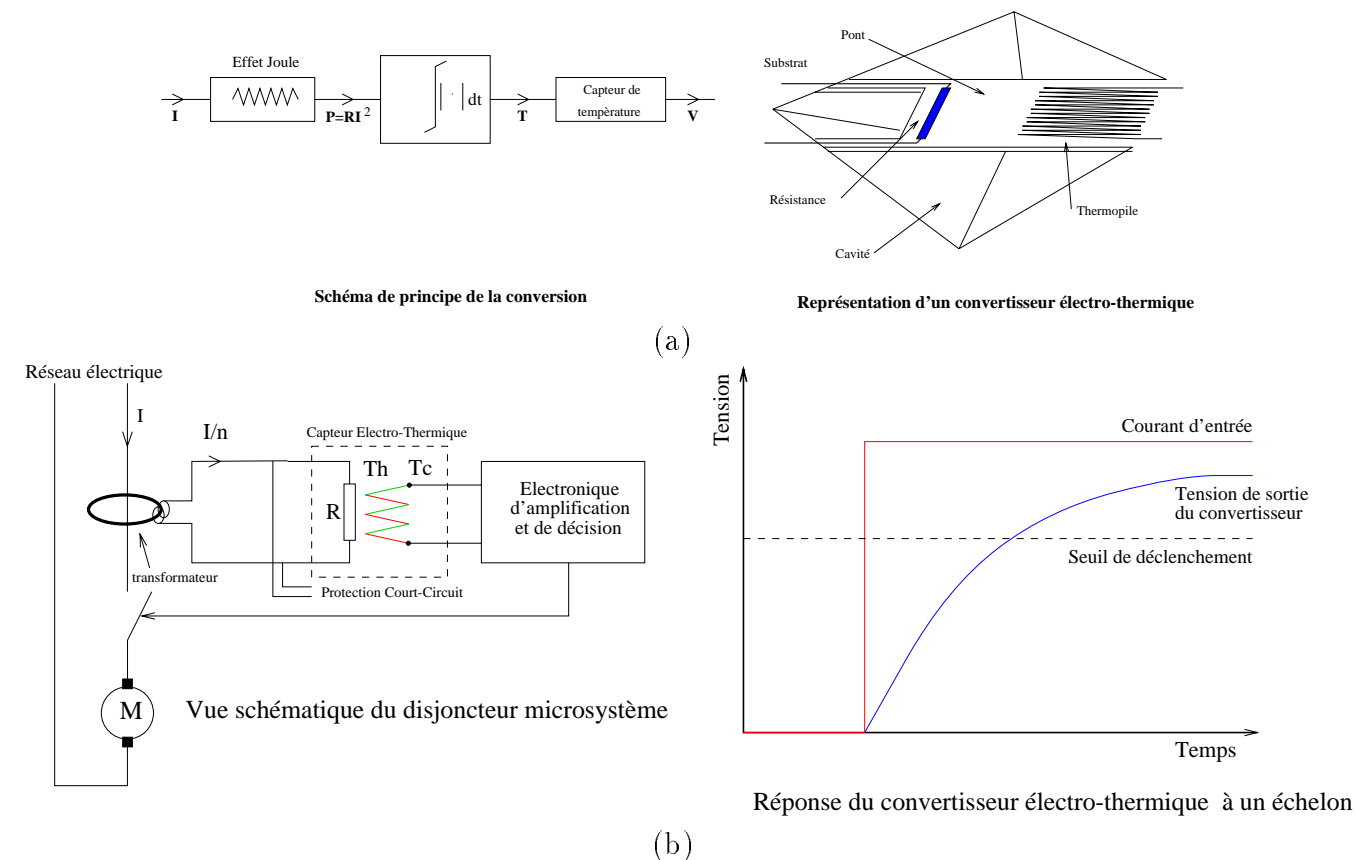 Effet Joule
I
P=RI²
| · |dt
T
Capteur de
tempèrature
V
Pont
Substrat
Résistance
Thermopile
Cavité
Schéma de principe de la conversion
Représentation d'un convertisseur électro-thermique
(a)
Réseau électrique
I
I/n
Capteur Electro-Thermique
Th
Tc
R
Electronique
d'amplification
et de décision
transformateur
Protection Court-Circuit
M
Vue schématique du disjoncteur microsystème
Tension
Courant d'entrée
Tension de sortie
du convertisseur
Seuil de déclenchement
Temps
Réponse du convertisseur électro-thermique à un échelon
(b)